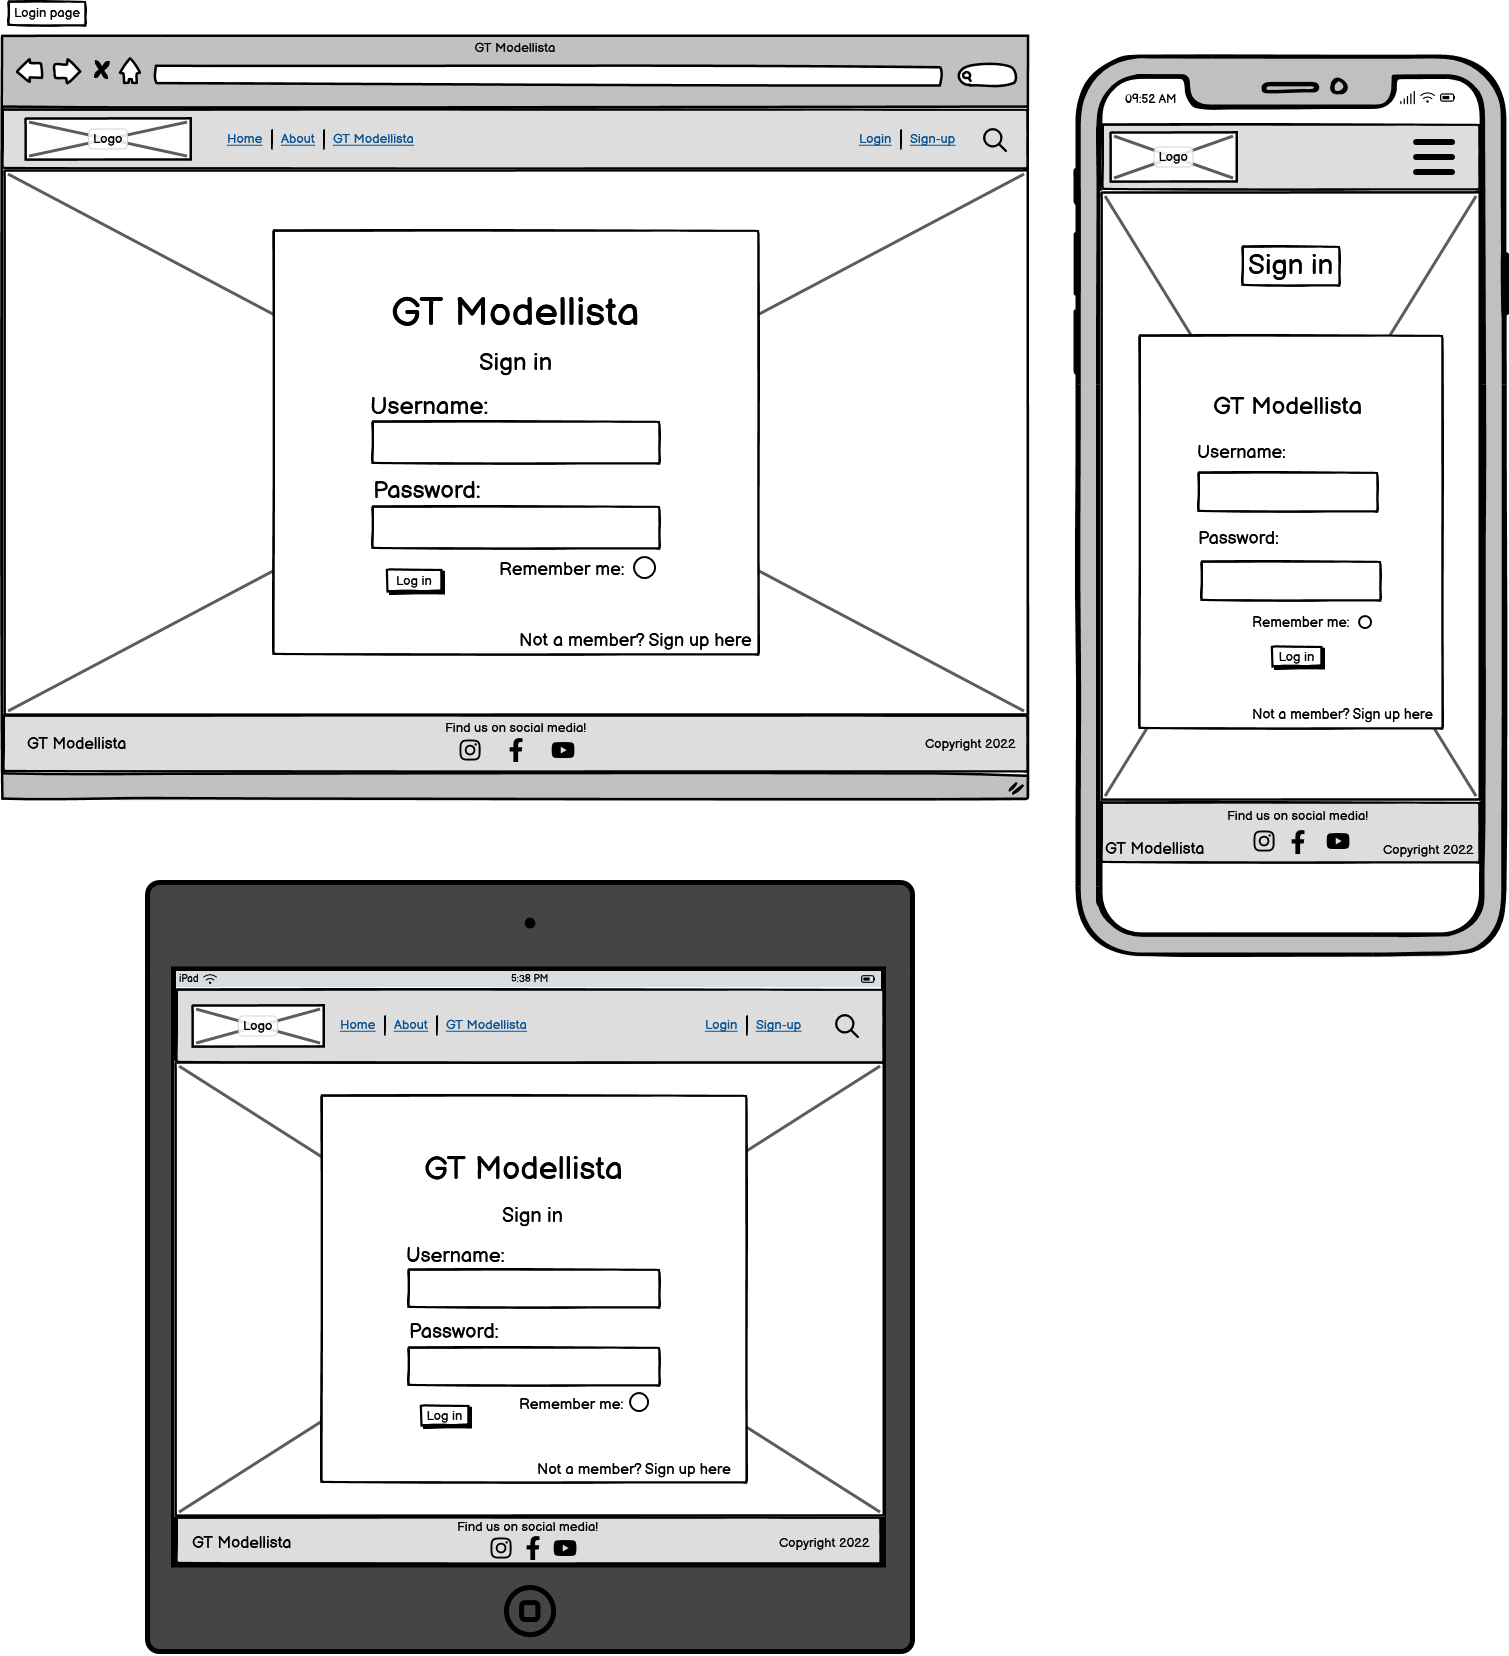 Login page
GT Modellista
Logo
Home About GT Modellista Login Sign-up
GT Modellista
Sign in
Username:
Password:
Remember me:
Log in
Not a member? Sign up here
Find us on social media!
GT Modellista
Copyright 2022
09:52 AM
Logo
Sign in
GT Modellista
Username:
Password:
Remember me:
Log in
Not a member? Sign up here
Find us on social media!
GT Modellista
Copyright 2022
iPad 5:38 PM
Logo
Home About GT Modellista Login Sign-up
GT Modellista
Sign in
Username:
Password:
Remember me:
Log in
Not a member? Sign up here
Find us on social media!
GT Modellista
Copyright 2022